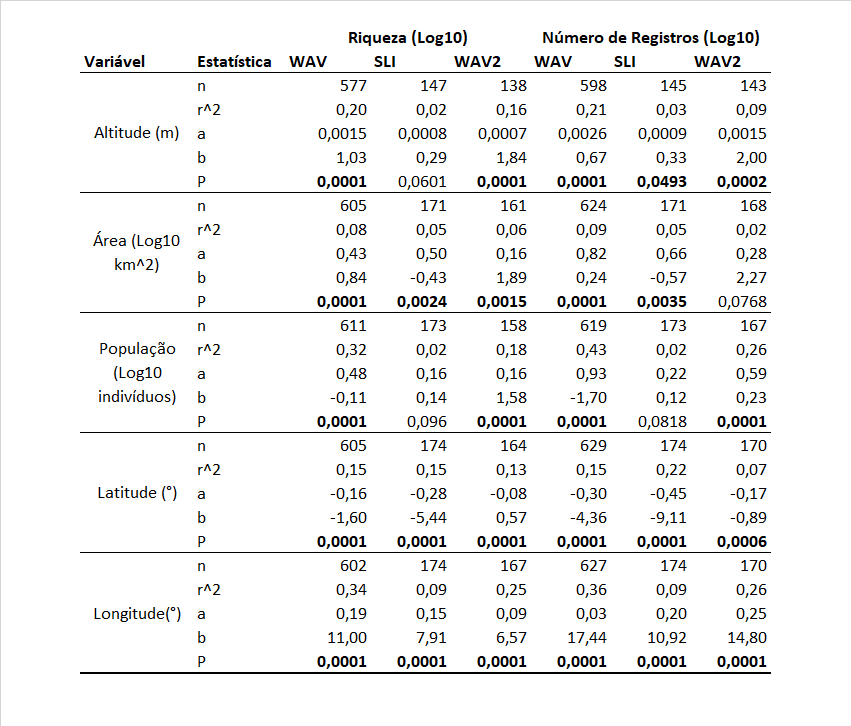 Riqueza (Log10) Número de Registros (Log10)
Variável Estatística WAV SLI WAV2 WAV SLI WAV2
n 577 147 138 598 145 143
r^2 0,20 0,02 0,16 0,21 0,03 0,09
Altitude (m) a 0,0015 0,0008 0,0007 0,0026 0,0009 0,0015
b 1,03 0,29 1,84 0,67 0,33 2,00
P 0,0001 0,0601 0,0001 0,0001 0,0493 0,0002
n 605 171 161 624 171 168
r^2 0,08 0,05 0,06 0,09 0,05 0,02
Área (Log10
km^2)
a 0,43 0,50 0,16 0,82 0,66 0,28
b 0,84 -0,43 1,89 0,24 -0,57 2,27
P 0,0001 0,0024 0,0015 0,0001 0,0035 0,0768
n 611 173 158 619 173 167
População r^2 0,32 0,02 0,18 0,43 0,02 0,26
(Log10 a 0,48 0,16 0,16 0,93 0,22 0,59
indivíduos) b -0,11 0,14 1,58 -1,70 0,12 0,23
P 0,0001 0,096 0,0001 0,0001 0,0818 0,0001
n 605 174 164 629 174 170
r^2 0,15 0,15 0,13 0,15 0,22 0,07
Latitude (°) a -0,16 -0,28 -0,08 -0,30 -0,45 -0,17
b -1,60 -5,44 0,57 -4,36 -9,11 -0,89
P 0,0001 0,0001 0,0001 0,0001 0,0001 0,0006
n 602 174 167 627 174 170
r^2 0,34 0,09 0,25 0,36 0,09 0,26
Longitude(°) a 0,19 0,15 0,09 0,03 0,20 0,25
b 11,00 7,91 6,57 17,44 10,92 14,80
P 0,0001 0,0001 0,0001 0,0001 0,0001 0,0001